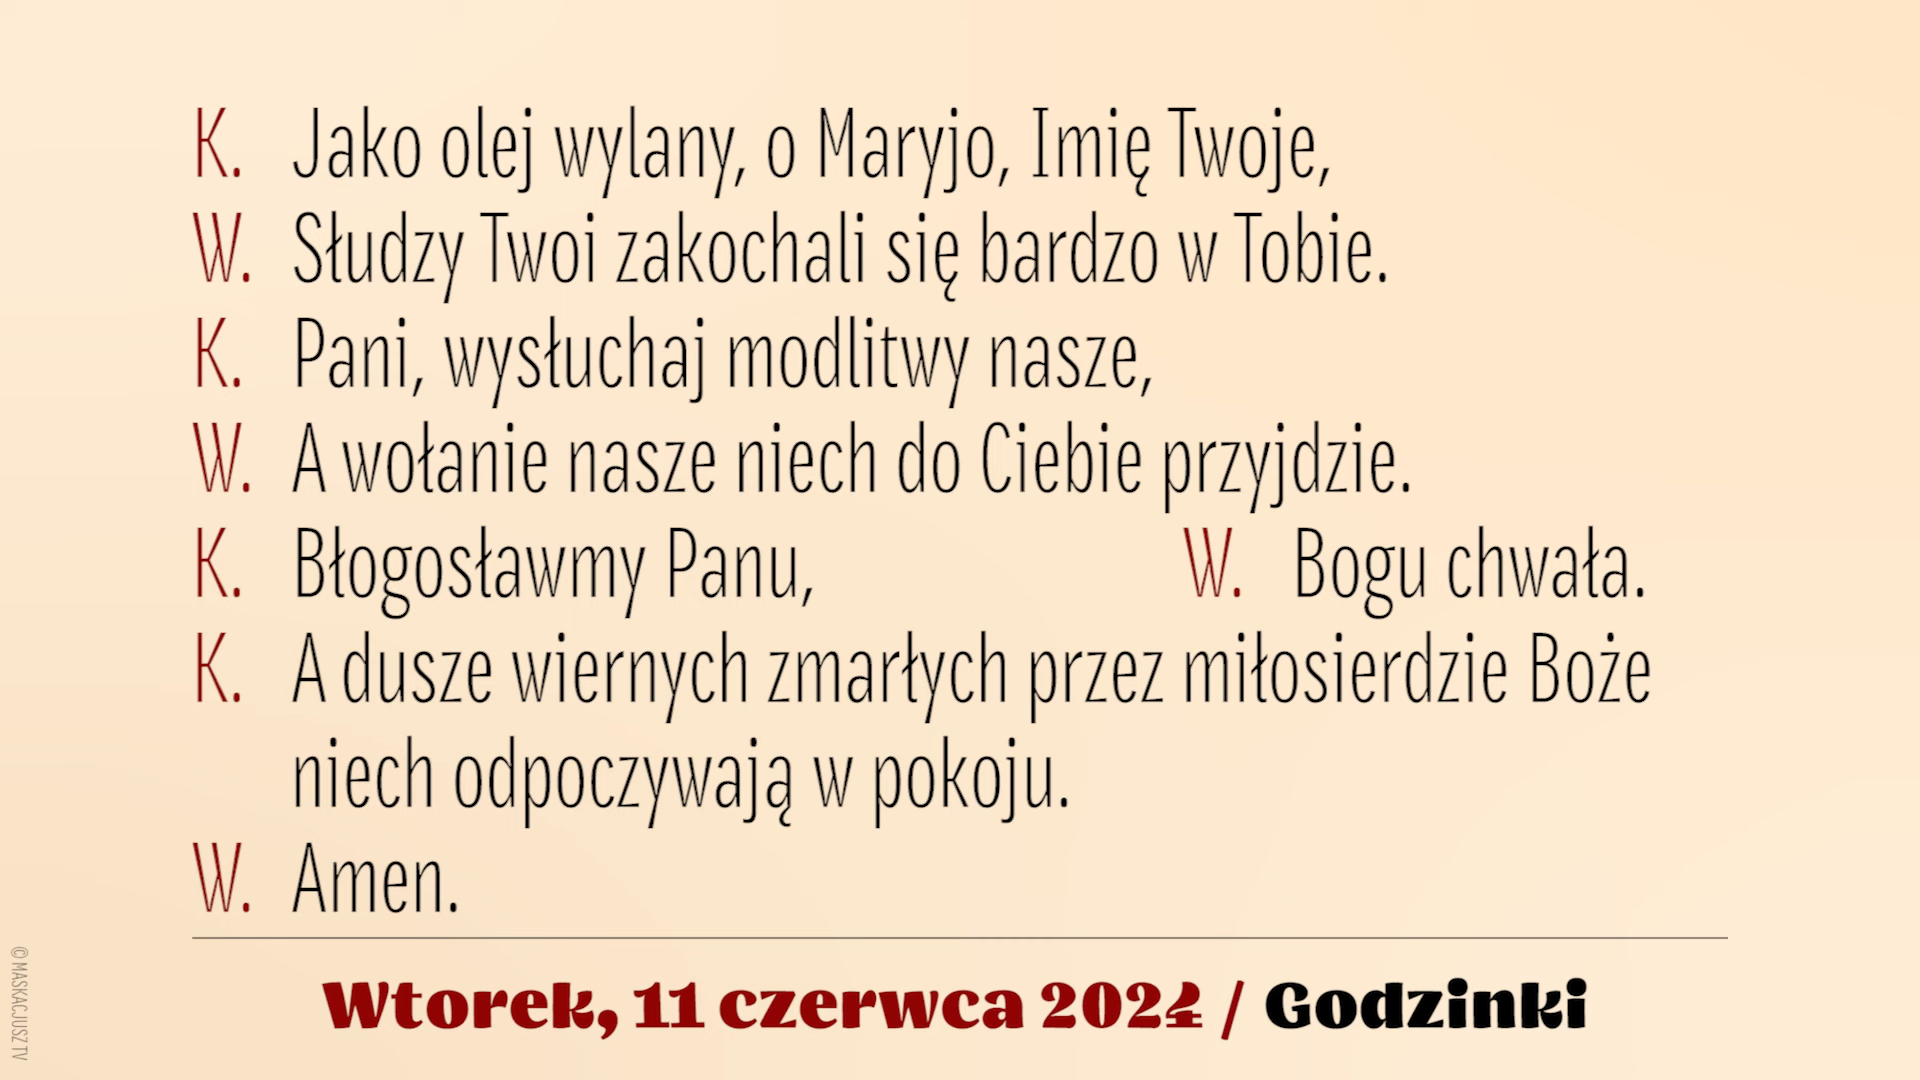 K. Jako olej wylany, o Maryjo, Imię Twoje,
W. Słudzy Twoi zakochali się bardzo w Tobie.
K. Pani, wysłuchaj modlitwy nasze,
W. A wołanie nasze niech do Ciebie przyjdzie.
K. Błogosławmy Panu, W. Bogu chwała.
K. A dusze wiernych zmarłych przez miłosierdzie Boże
niech odpoczywają w pokoju.
W. Amen.
Wtorek, 11 czerwca 2024 / Godzinki
© MASKACJUSZ TV